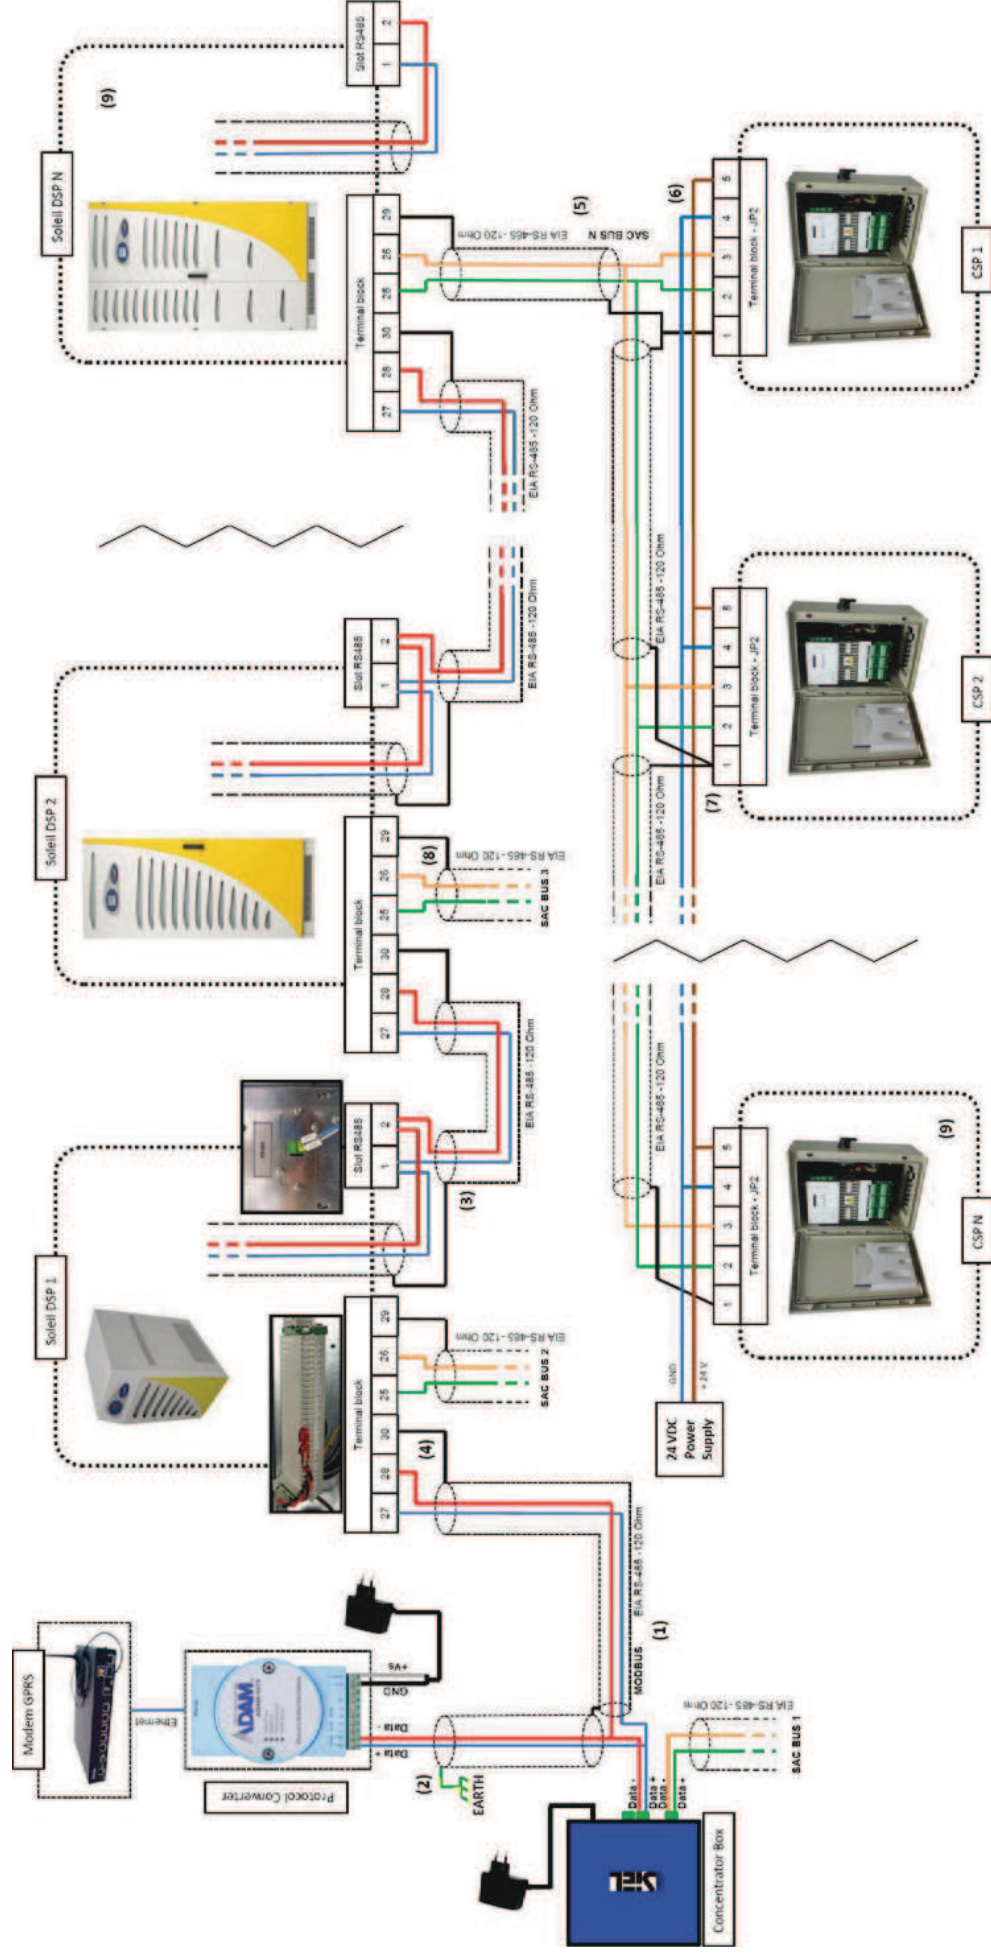 Modem GPRS
Ethernet
ADAM
Protocol Converter
+Vs
GND
Data -
Data +
(2)
EARTH
SiEL
Concentrator Box
Data -
Data +
Data -
Data +
EIA RS-485 -120 Ohm
SAC BUS 1
MODBUS
EIA RS-485 -120 Ohm
(1)
Soleil DSP 1
Terminal block
27 28 30 25 26 29
(4)
EIA RS-485 -120 Ohm
SAC BUS 2
Slot RS485
1 2
(3)
EIA RS-485 -120 Ohm
Soleil DSP 2
Terminal block
27 28 30 25 26 29
(8)
EIA RS-485 -120 Ohm
SAC BUS 3
Slot RS485
1 2
EIA RS-485 -120 Ohm
Soleil DSP N
(9)
Terminal block
27 28 30 25 26 29
Slot RS485
1 2
EIA RS-485 -120 Ohm
EIA RS-485 -120 Ohm
SAC BUS N
(5)
24 VDC
Power
Supply
GND
+ 24 V
EIA RS-485 -120 Ohm
1 2 3 4 5
Terminal block - JP2
(9)
CSP N
EIA RS-485 -120 Ohm
(7)
EIA RS-485 -120 Ohm
1 2 3 4 5
Terminal block - JP2
CSP 2
(6)
1 2 3 4 5
Terminal block - JP2
CSP 1